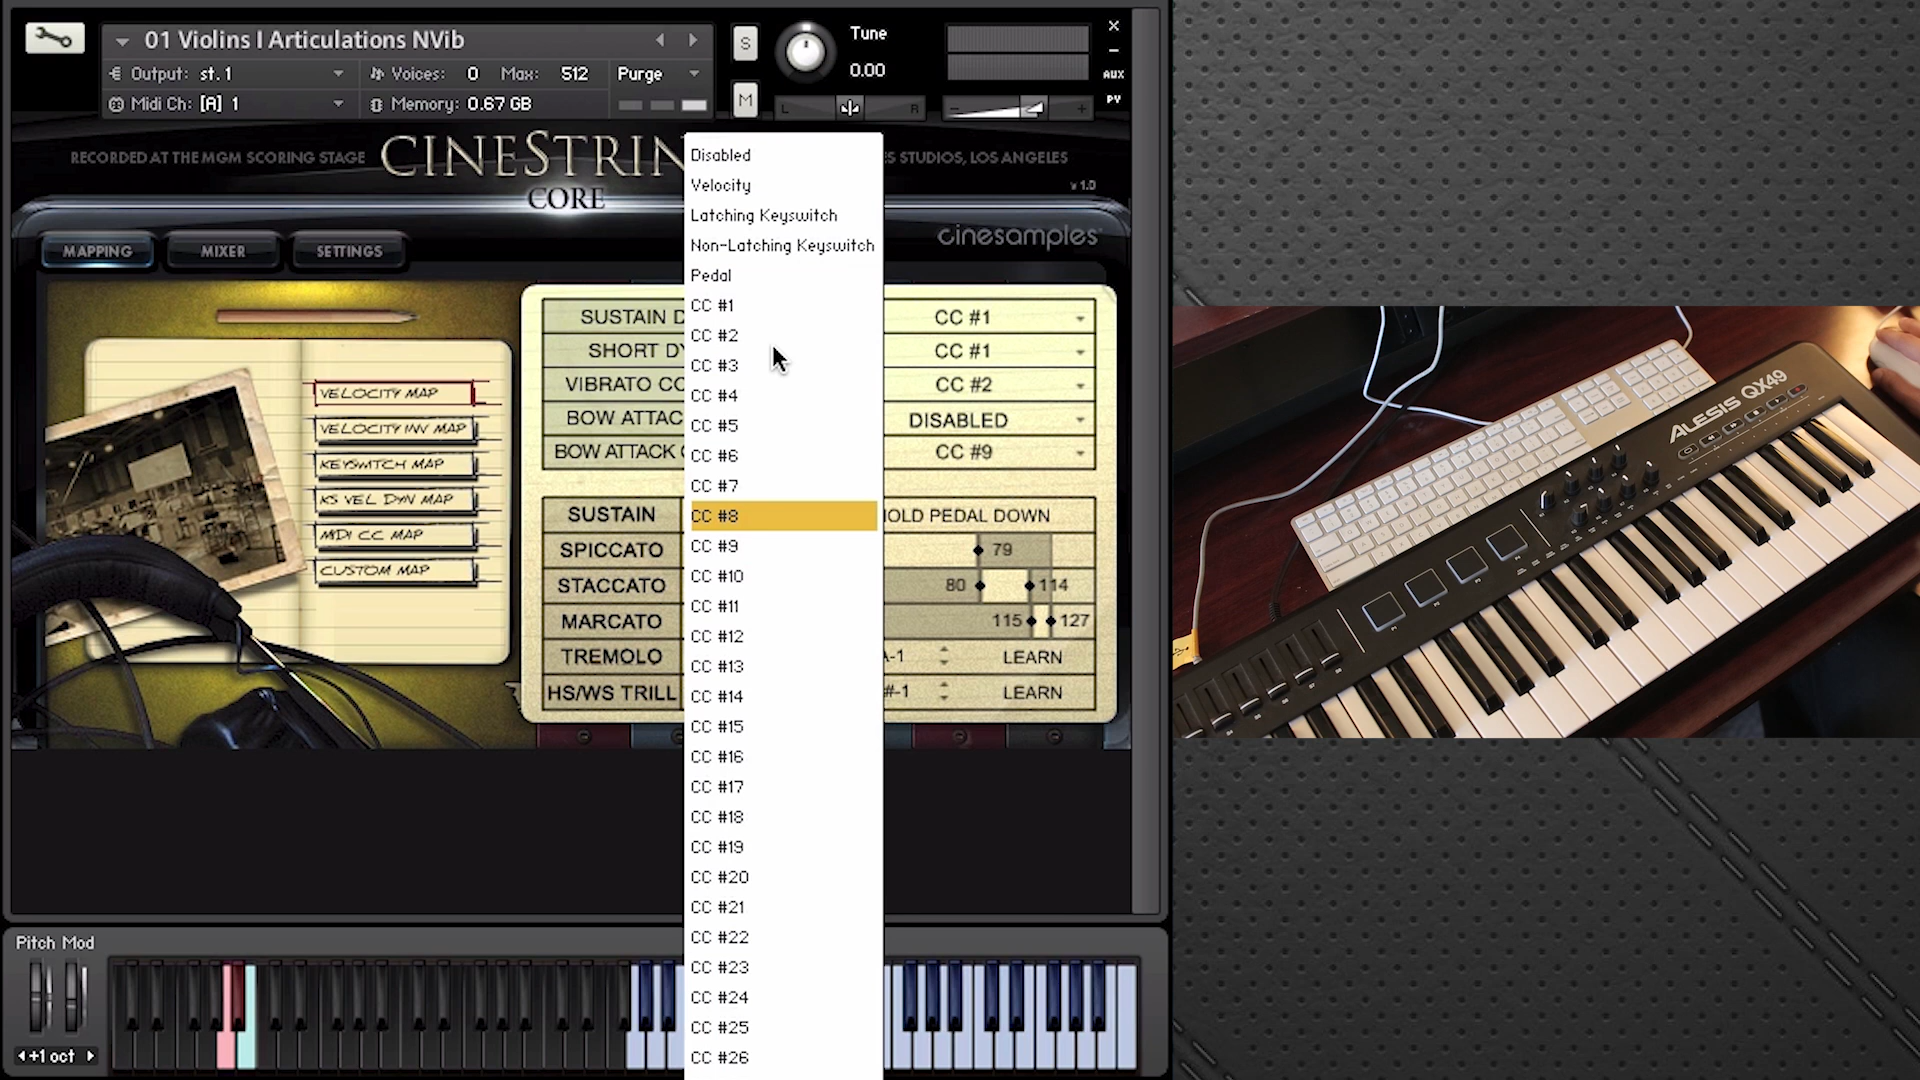 01 Violins I Articulations NVib
Output: st. 1
Voices: 0 Max: 512
Purge
Midi Ch: [A] 1
Memory: 0.67 GB
S
M
Tune
0.00
L
R
AUX
PV
RECORDED AT THE MGM SCORING STAGE
CINESTRIN
CORE
ES STUDIOS, LOS ANGELES
v 1.0
MAPPING
MIXER
SETTINGS
cinesamples
VELOCITY MAP
VELOCITY INV MAP
KEYSWITCH MAP
KS VEL DYN MAP
MIDI CC MAP
CUSTOM MAP
SUSTAIN D
CC #1
SHORT DY
CC #1
VIBRATO CO
CC #2
BOW ATTAC
DISABLED
BOW ATTACK
CC #9
SUSTAIN
OLD PEDAL DOWN
SPICCATO
79
STACCATO
80
114
MARCATO
115
127
TREMOLO
A-1
LEARN
HS/WS TRILL
#-1
LEARN
Disabled
Velocity
Latching Keyswitch
Non-Latching Keyswitch
Pedal
CC #1
CC #2
CC #3
CC #4
CC #5
CC #6
CC #7
CC #8
CC #9
CC #10
CC #11
CC #12
CC #13
CC #14
CC #15
CC #16
CC #17
CC #18
CC #19
CC #20
CC #21
CC #22
CC #23
CC #24
CC #25
CC #26
Pitch Mod
+1 oct
ALESIS QX49